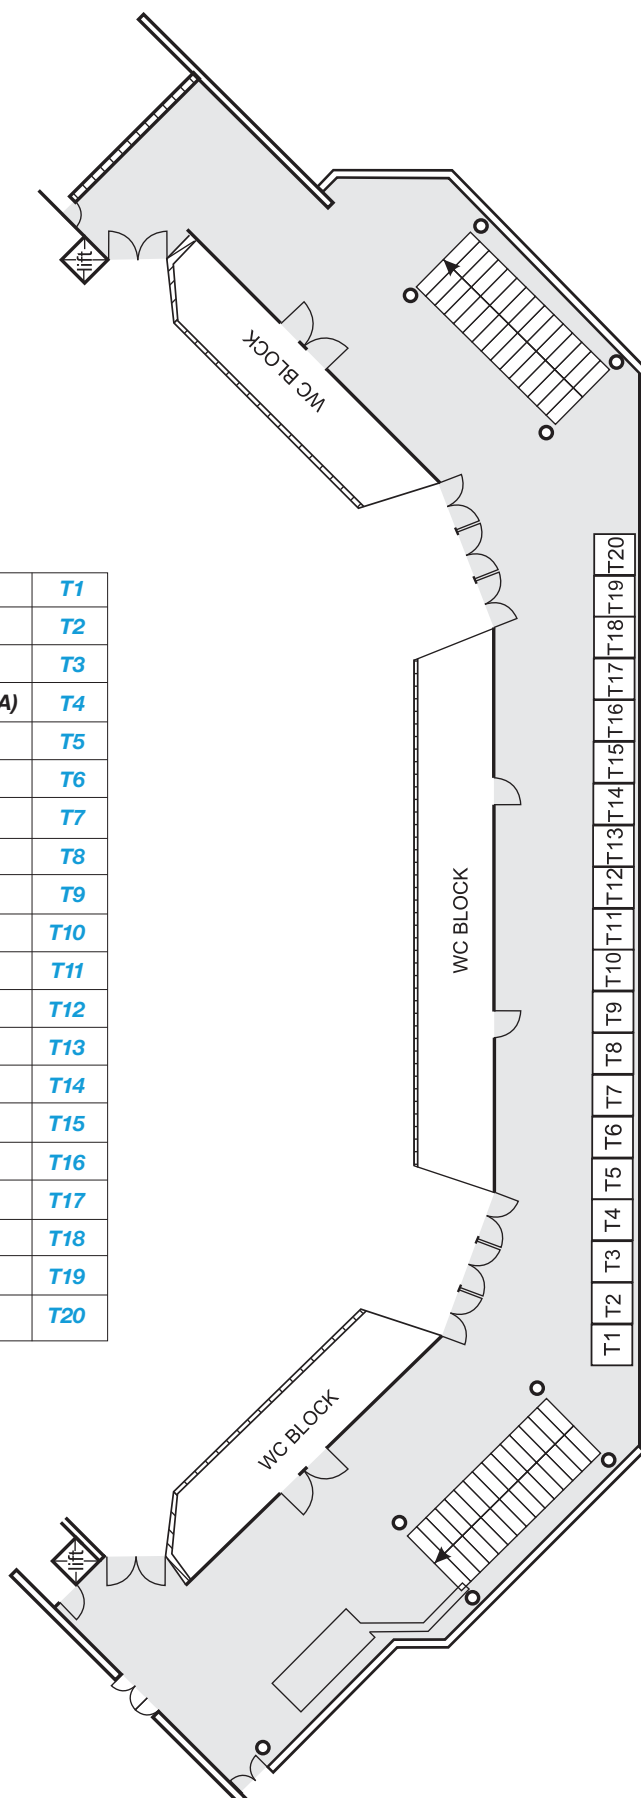 lift
WC BLOCK
T1
T2
T3
A) T4
T5
T6
T7
T8
T9
T10
T11
T12
T13
T14
T15
T16
T17
T18
T19
T20
WC BLOCK
T20
T19
T18
T17
T16
T15
T14
T13
T12
T11
T10
T9
T8
T7
T6
T5
T4
T3
T2
T1
WC BLOCK
lift